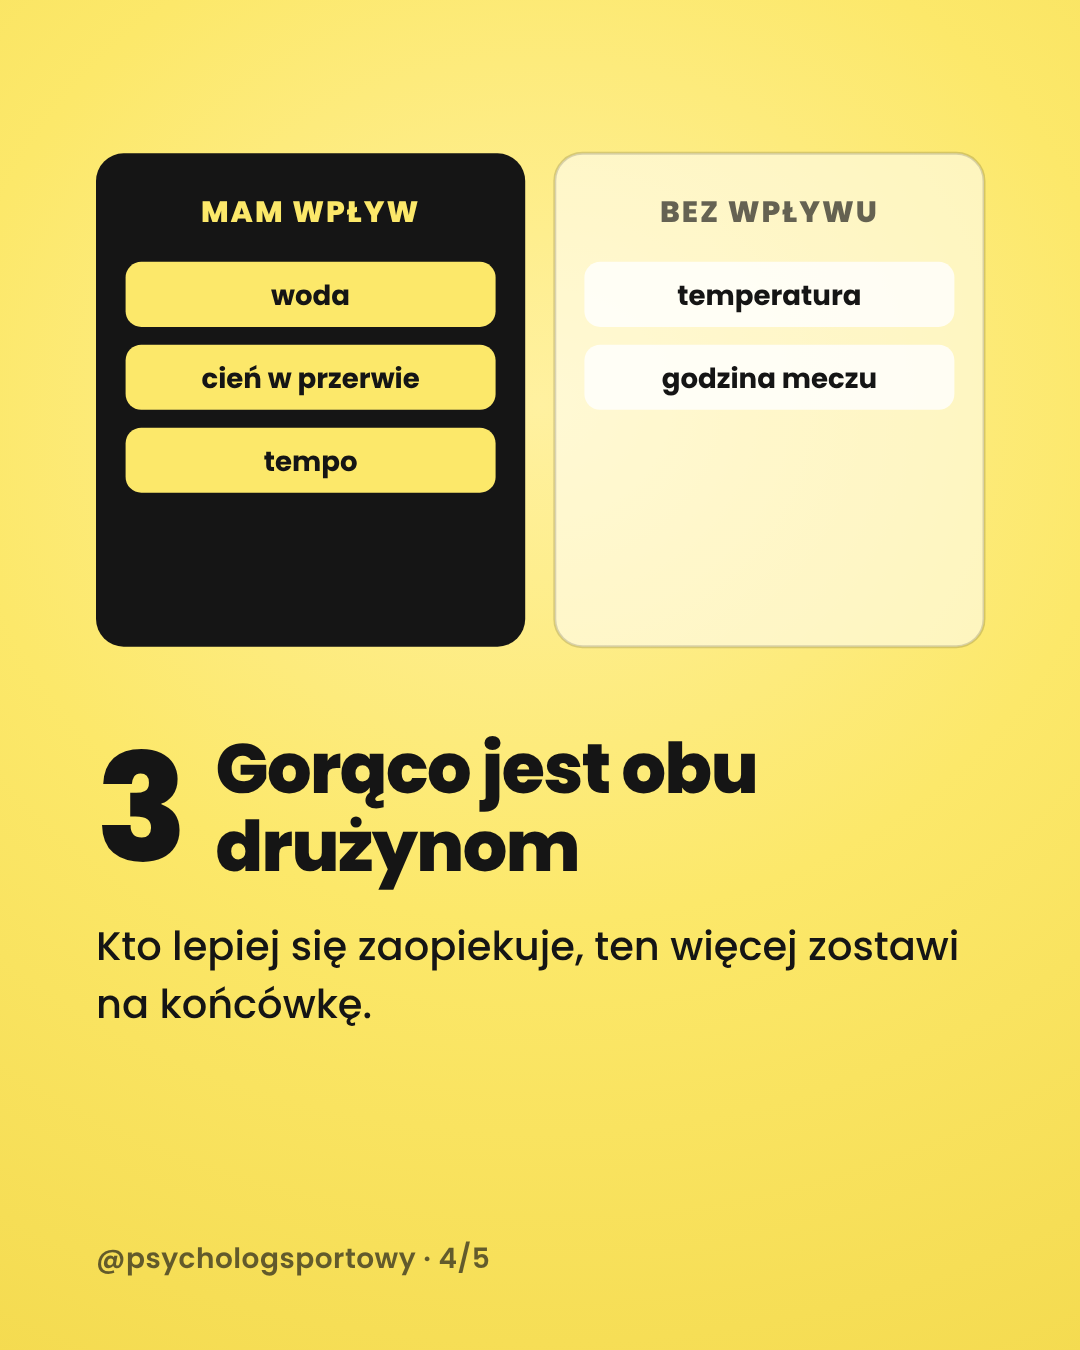 MAM WPŁYW
woda
cień w przerwie
tempo
BEZ WPŁYWU
temperatura
godzina meczu
3
Gorąco jest obu
drużynom
Kto lepiej się zaopiekuje, ten więcej zostawi
na końcówkę.
@psychologsportowy · 4/5